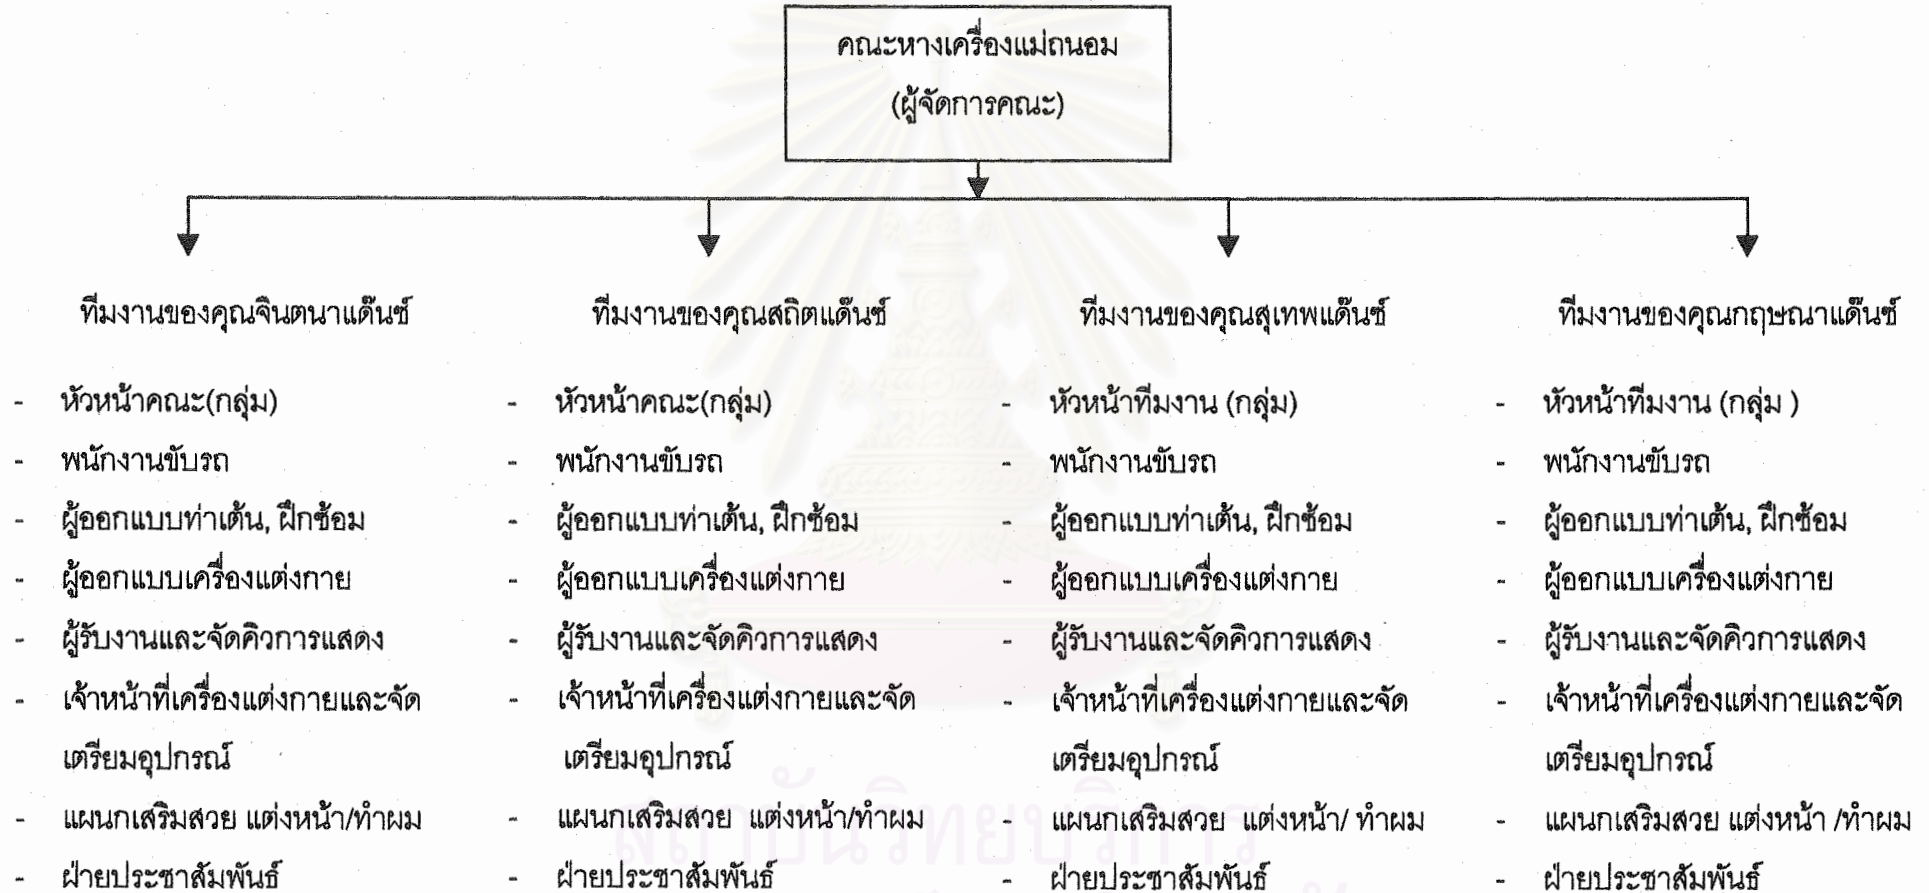 คณะหางเครื่องแม่ถนอม
(ผู้จัดการคณะ)
ทีมงานของคุณจินตนาแด๊นซ์
- หัวหน้าคณะ(กลุ่ม)
- พนักงานขับรถ
- ผู้ออกแบบท่าเต้น, ฝึกซ้อม
- ผู้ออกแบบเครื่องแต่งกาย
- ผู้รับงานและจัดคิวการแสดง
- เจ้าหน้าที่เครื่องแต่งกายและจัด
เตรียมอุปกรณ์
- แผนกเสริมสวย แต่งหน้า/ทำผม
- ฝ่ายประชาสัมพันธ์
ทีมงานของคุณสถิตแด๊นซ์
- หัวหน้าคณะ(กลุ่ม)
- พนักงานขับรถ
- ผู้ออกแบบท่าเต้น, ฝึกซ้อม
- ผู้ออกแบบเครื่องแต่งกาย
- ผู้รับงานและจัดคิวการแสดง
- เจ้าหน้าที่เครื่องแต่งกายและจัด
เตรียมอุปกรณ์
- แผนกเสริมสวย แต่งหน้า/ทำผม
- ฝ่ายประชาสัมพันธ์
ทีมงานของคุณสุเทพแด๊นซ์
- หัวหน้าทีมงาน (กลุ่ม)
- พนักงานขับรถ
- ผู้ออกแบบท่าเต้น, ฝึกซ้อม
- ผู้ออกแบบเครื่องแต่งกาย
- ผู้รับงานและจัดคิวการแสดง
- เจ้าหน้าที่เครื่องแต่งกายและจัด
เตรียมอุปกรณ์
- แผนกเสริมสวย แต่งหน้า/ ทำผม
- ฝ่ายประชาสัมพันธ์
ทีมงานของคุณกฤษณาแด๊นซ์
- หัวหน้าทีมงาน (กลุ่ม )
- พนักงานขับรถ
- ผู้ออกแบบท่าเต้น, ฝึกซ้อม
- ผู้ออกแบบเครื่องแต่งกาย
- ผู้รับงานและจัดคิวการแสดง
- เจ้าหน้าที่เครื่องแต่งกายและจัด
เตรียมอุปกรณ์
- แผนกเสริมสวย แต่งหน้า /ทำผม
- ฝ่ายประชาสัมพันธ์
สถาบันวิทยบริการ